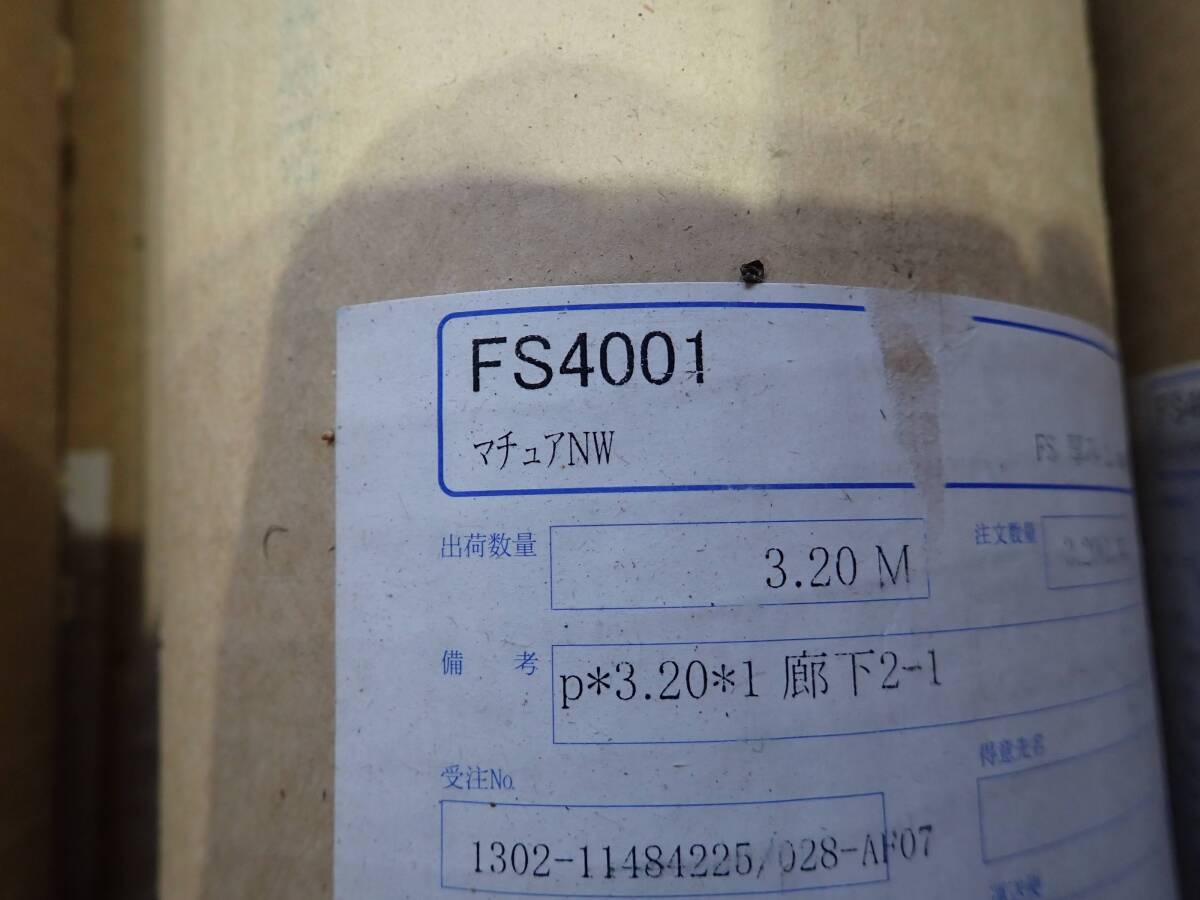 FS4001
マチュアNW
FS
出荷数量 3.20 M 注文数量
備 考 p*3.20*1 廊下2-1
受注No. 得意先名
1302-11484225/028-AF07